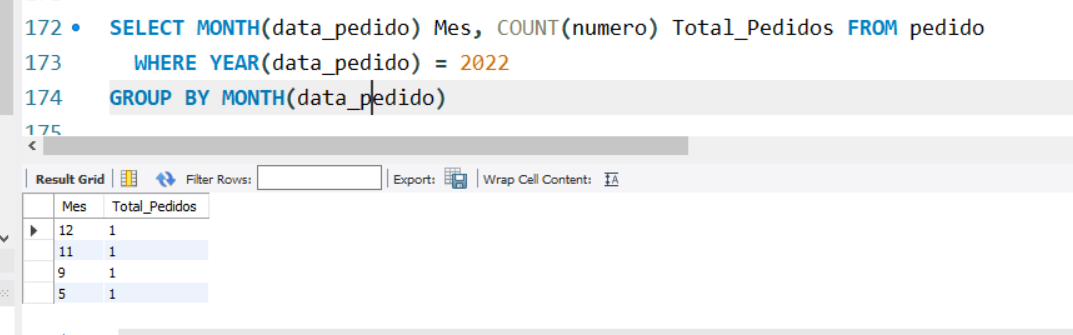 172 SELECT MONTH(data_pedido) Mes, COUNT(numero) Total_Pedidos FROM pedido
173 WHERE YEAR(data_pedido) = 2022
174 GROUP BY MONTH(data_pedido)
175
Result Grid Filter Rows: Export: Wrap Cell Content: IA
Mes Total_Pedidos
12 1
11 1
9 1
5 1